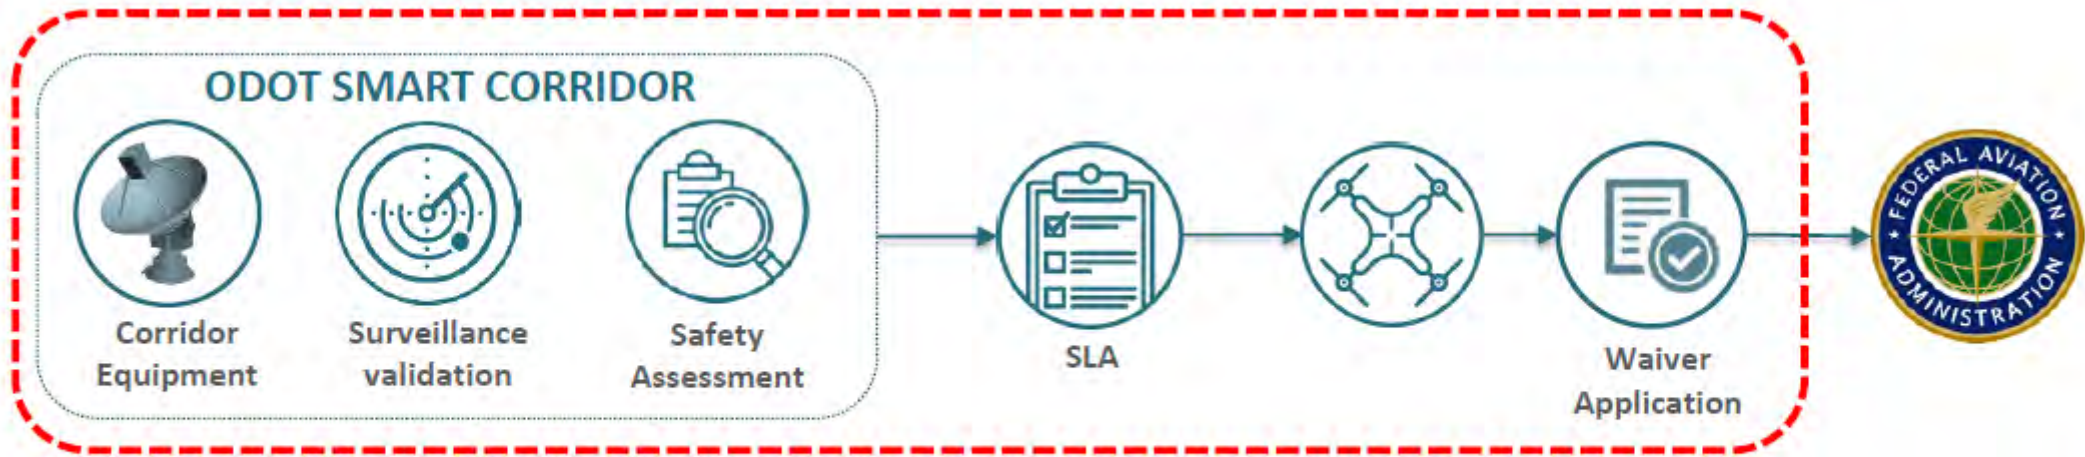 ODOT SMART CORRIDOR
Corridor
Equipment
Surveillance
validation
Safety
Assessment
SLA
Waiver
Application
FEDERAL AVIATION
ADMINISTRATION